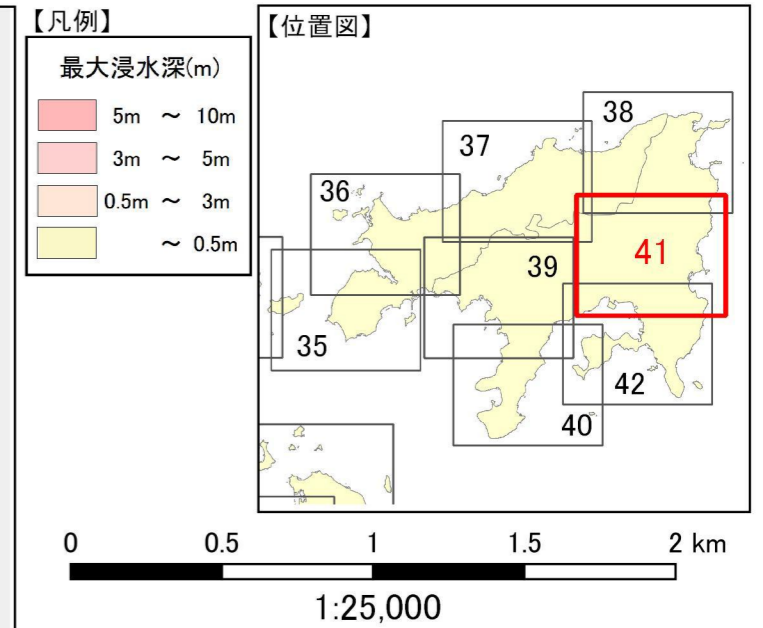 【凡例】
最大浸水深(m)
5m ～ 10m
3m ～ 5m
0.5m ～ 3m
～ 0.5m
【位置図】
38
37
36
41
39
35
42
40
0 0.5 1 1.5 2 km
1:25,000